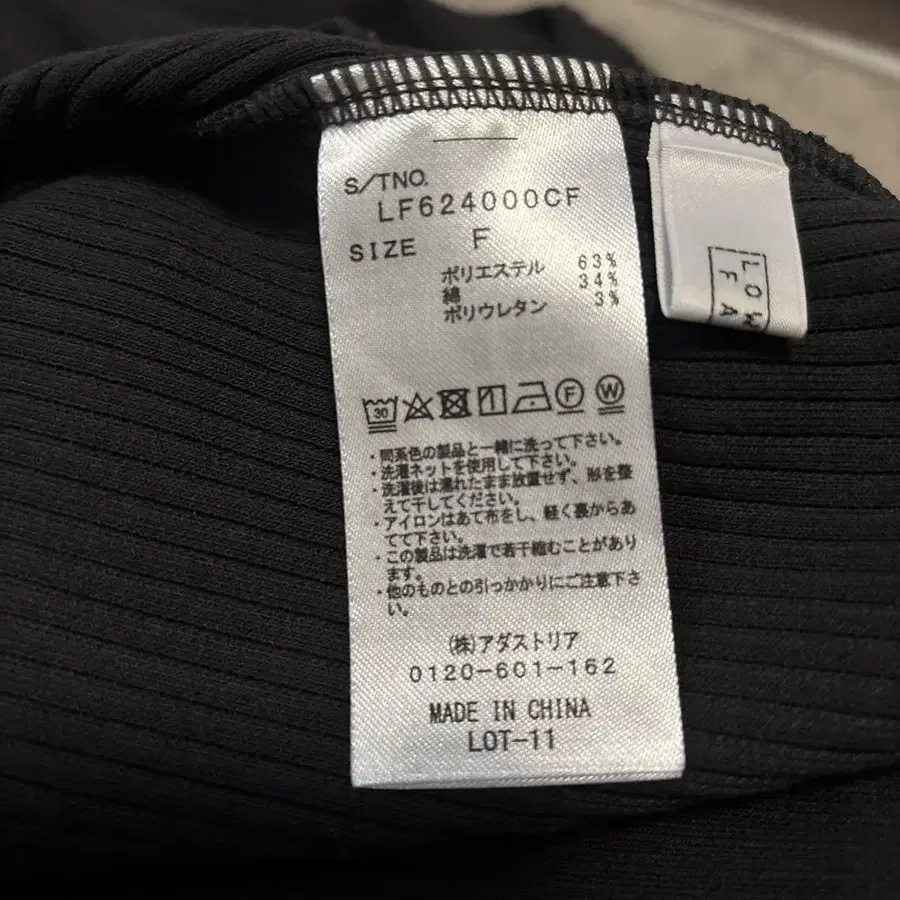 S/TNO.
LF624000CF
SIZE F
ポリエステル 63%
綿 34%
ポリウレタン 3%
30
F
W
・同系色の製品と一緒に洗って下さい。
・洗濯ネットを使用して下さい。
・洗濯後は濡れたまま放置せず、形を整
えて干してください。
・アイロンはあて布をし、軽く裏からあ
てて下さい。
・この製品は洗濯で若干縮むことがあり
ます。
・他のものとの引っかかりにご注意下さ
い。
(株)アダストリア
0120-601-162
MADE IN CHINA
LOT-11
LOW
FA